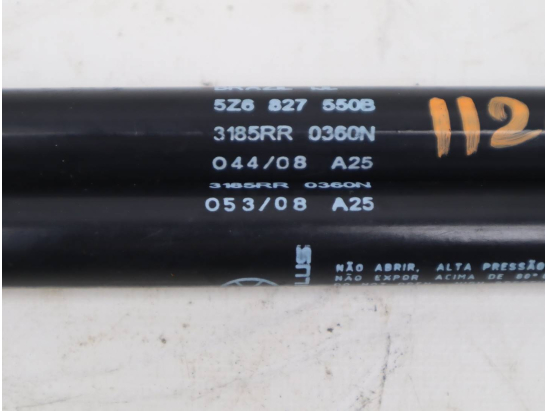 5Z6 827 550B
3185RR 0360N
044/08 A25
3185RR 0360N
053/08 A25
112
NÃO ABRIR, ALTA PRESSÃO
NÃO EXPOR ACIMA DE 80°